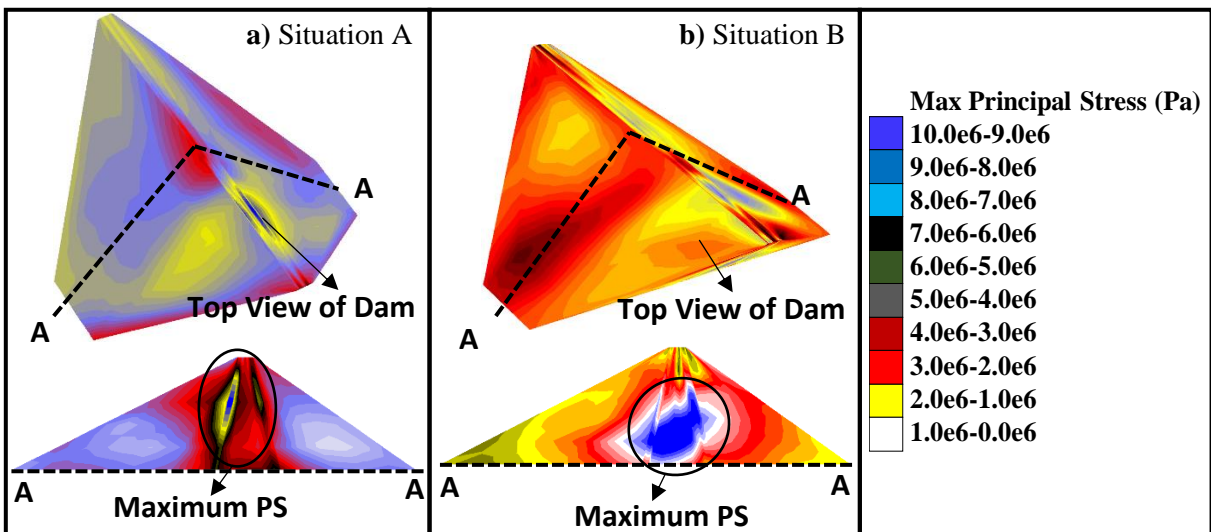 a) Situation A
A
A
Top View of Dam
A
A
Maximum PS
b) Situation B
A
A
Top View of Dam
A
A
Maximum PS
Max Principal Stress (Pa)
10.0e6-9.0e6
9.0e6-8.0e6
8.0e6-7.0e6
7.0e6-6.0e6
6.0e6-5.0e6
5.0e6-4.0e6
4.0e6-3.0e6
3.0e6-2.0e6
2.0e6-1.0e6
1.0e6-0.0e6